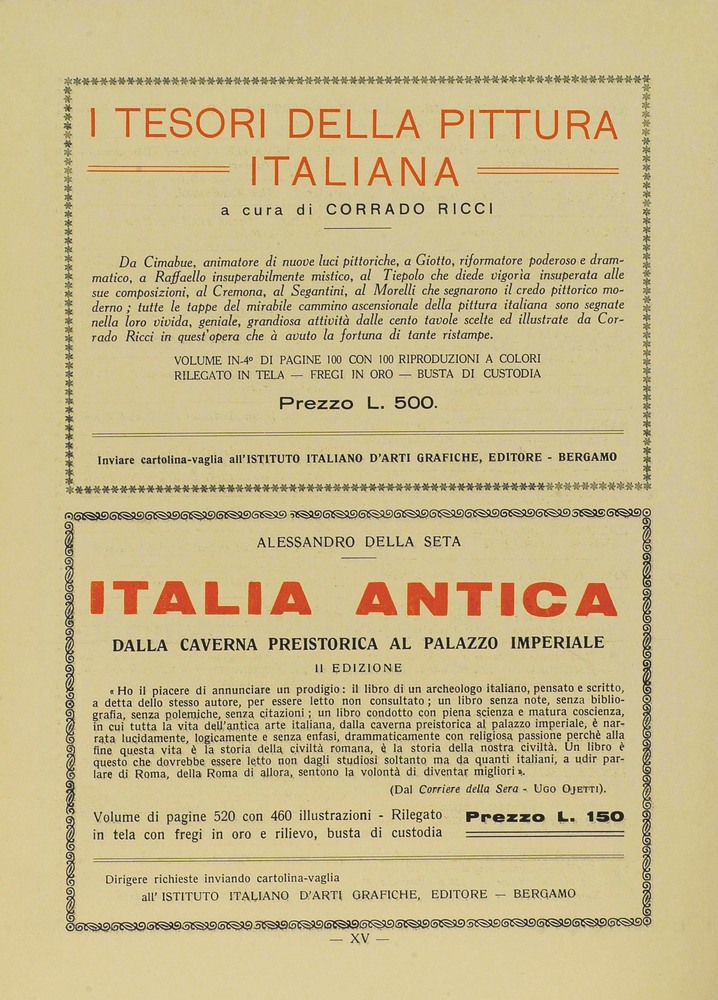 I TESORI DELLA PITTURA
ITALIANA
a cura di CORRADO RICCI
Da Cimabue, animatore di nuove luci pittoriche, a Giotto, riformatore poderoso e dram-
matico, a Raffaello insuperabilmente mistico, al Tiepolo che diede vigoria insuperata alle
sue composizioni, al Cremona, al Segantini, al Morelli che segnarono il credo pittorico mo-
derno ; tutte le tappe del mirabile cammino ascensionale della pittura italiana sono segnate
nella loro vivida, geniale, grandiosa attività dalle cento tavole scelte ed illustrate da Cor-
rado Ricci in quest'opera che à avuto la fortuna di tante ristampe.
VOLUME IN-4º DI PAGINE 100 CON 100 RIPRODUZIONI A COLORI
RILEGATO IN TELA — FREGI IN ORO — BUSTA DI CUSTODIA
Prezzo L. 500.
Inviare cartolina-vaglia all'ISTITUTO ITALIANO D'ARTI GRAFICHE, EDITORE - BERGAMO
ALESSANDRO DELLA SETA
ITALIA ANTICA
DALLA CAVERNA PREISTORICA AL PALAZZO IMPERIALE
II EDIZIONE
« Ho il piacere di annunciare un prodigio : il libro di un archeologo italiano, pensato e scritto,
a detta dello stesso autore, per essere letto non consultato ; un libro senza note, senza biblio-
grafia, senza polemiche, senza citazioni ; un libro condotto con piena scienza e matura coscienza,
in cui tutta la vita dell'antica arte italiana, dalla caverna preistorica al palazzo imperiale, è nar-
rata lucidamente, logicamente e senza enfasi, drammaticamente con religiosa passione perchè alla
fine questa vita è la storia della civiltà romana, è la storia della nostra civiltà. Un libro è
questo che dovrebbe essere letto non dagli studiosi soltanto ma da quanti italiani, a udir par-
lare di Roma, della Roma di allora, sentono la volontà di diventar migliori ».
(Dal Corriere della Sera - UGO OJETTI).
Volume di pagine 520 con 460 illustrazioni - Rilegato
in tela con fregi in oro e rilievo, busta di custodia
Prezzo L. 150
Dirigere richieste inviando cartolina-vaglia
all' ISTITUTO ITALIANO D'ARTI GRAFICHE, EDITORE — BERGAMO
— XV —